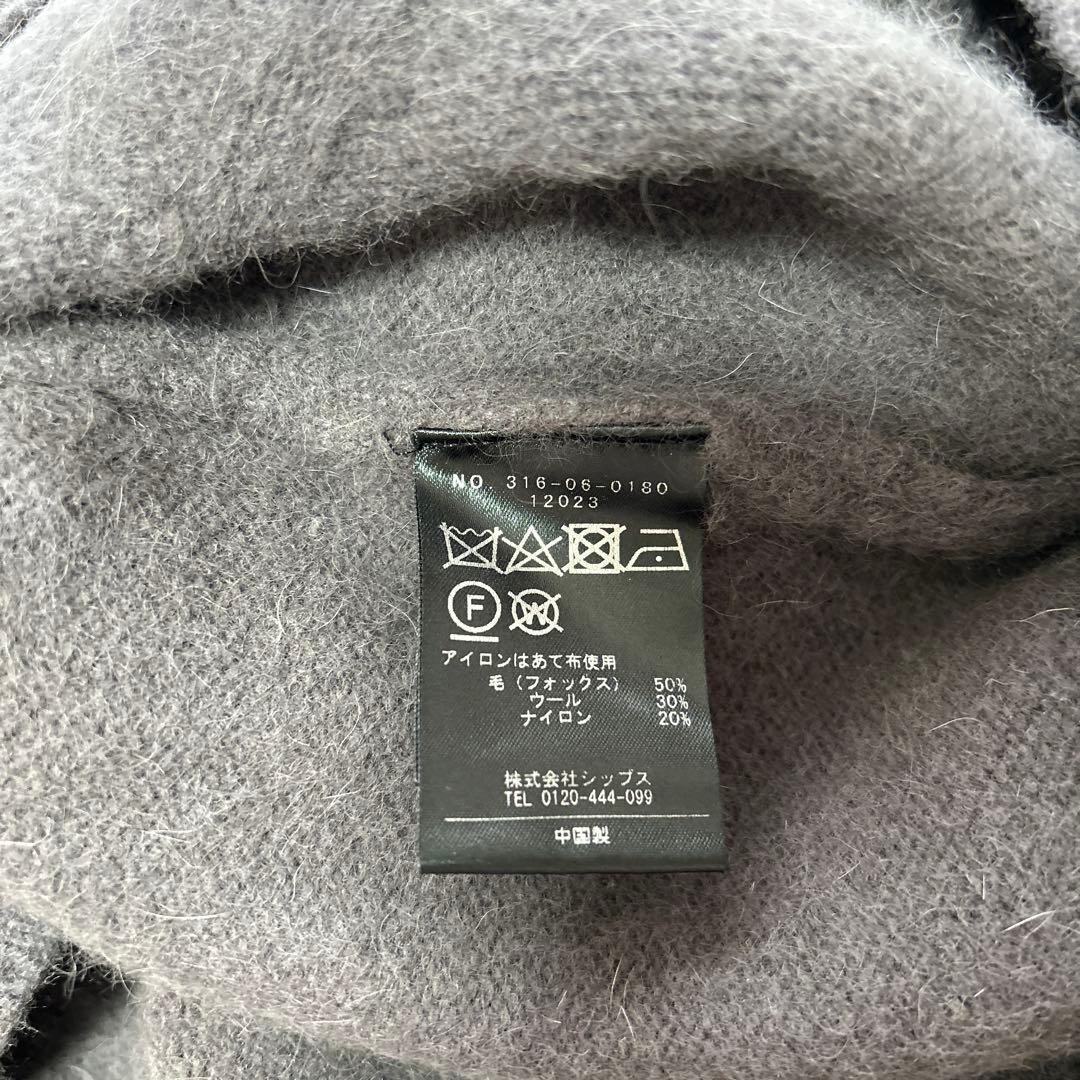 NO. 316-06-0180
12023
F W
アイロンはあて布使用
毛(フォックス) 50%
ウール 30%
ナイロン 20%
株式会社シップス
TEL 0120-444-099
中国製